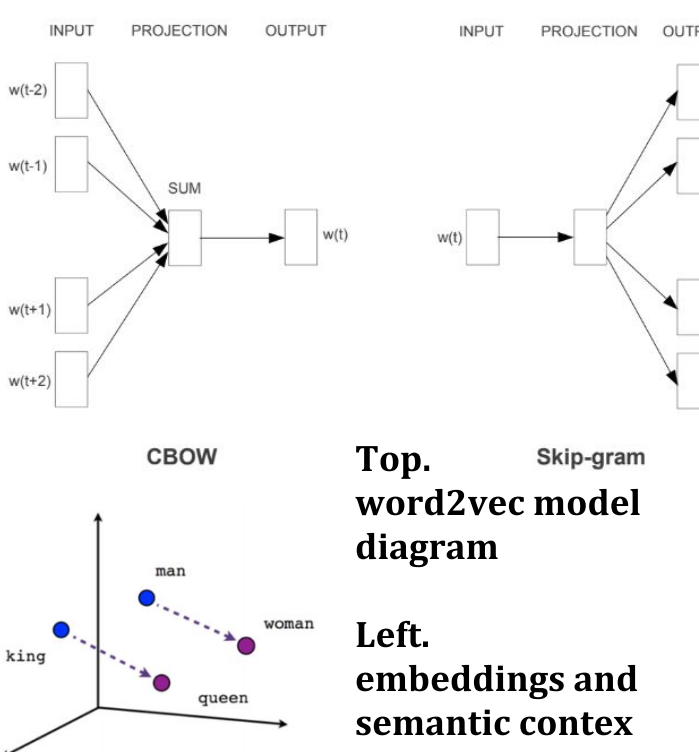 INPUT PROJECTION OUTPUT
INPUT PROJECTION OUTP
w(t-2)
w(t-1)
SUM
w(t)
w(t+1)
w(t+2)
w(t)
CBOW
Skip-gram
Top.
word2vec model
diagram
man
woman
king
queen
Left.
embeddings and
semantic contex